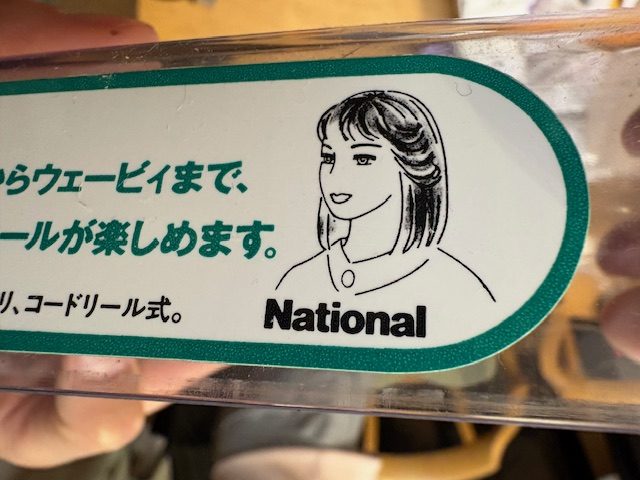 らウェービィまで、
ールが楽しめます。
リ、コードリール式。
National